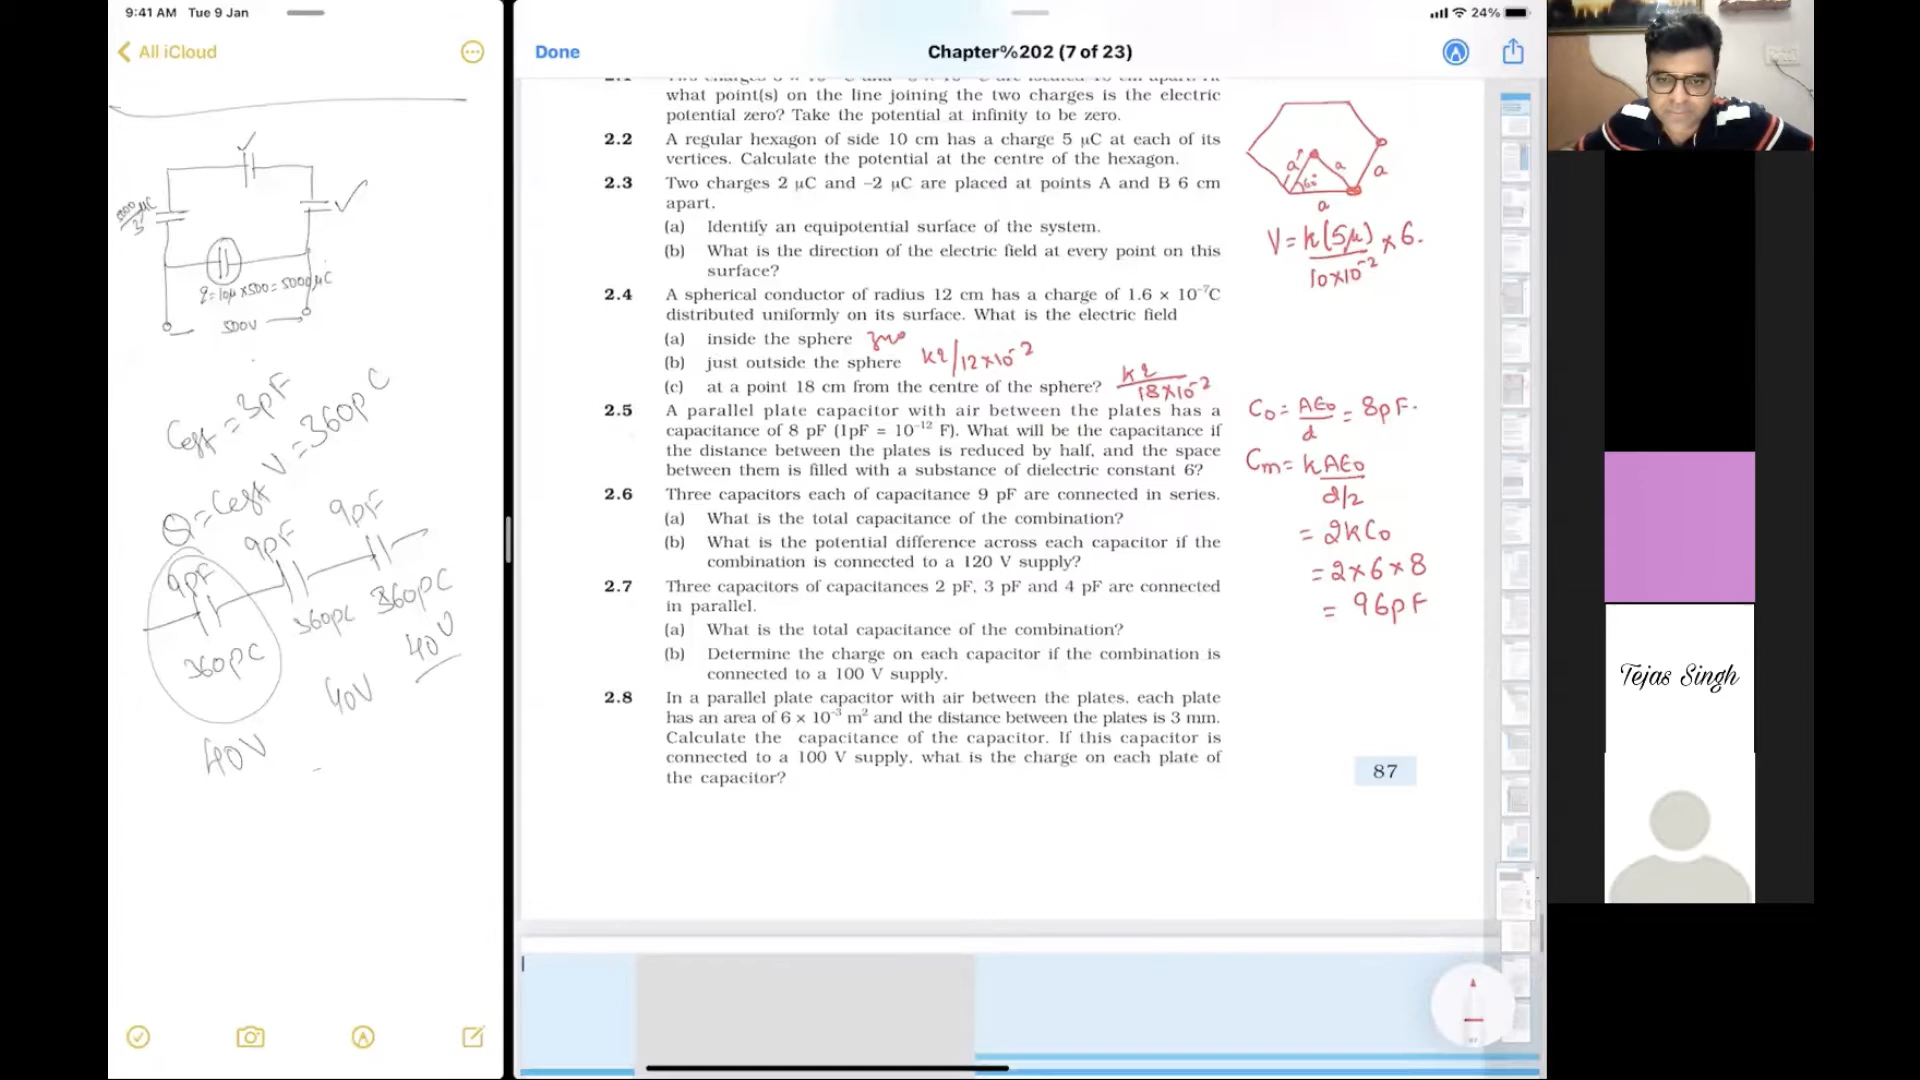 9:41 AM Tue 9 Jan
All iCloud
5000/3 μC
q=10μ×500=5000μC
500V
Ceff = 3pF
Q = Ceff V = 360pC
9pF
9pF
9pF
360pC
360pC
360pC
40V
40V
40V
24%
Done
Chapter%202 (7 of 23)
what point(s) on the line joining the two charges is the electric
potential zero? Take the potential at infinity to be zero.
2.2 A regular hexagon of side 10 cm has a charge 5 μC at each of its
vertices. Calculate the potential at the centre of the hexagon.
2.3 Two charges 2 μC and –2 μC are placed at points A and B 6 cm
apart.
(a) Identify an equipotential surface of the system.
(b) What is the direction of the electric field at every point on this
surface?
2.4 A spherical conductor of radius 12 cm has a charge of 1.6 × 10⁻⁷C
distributed uniformly on its surface. What is the electric field
(a) inside the sphere zero
(b) just outside the sphere kq/12×10⁻²
(c) at a point 18 cm from the centre of the sphere? kq/18×10⁻²
2.5 A parallel plate capacitor with air between the plates has a
capacitance of 8 pF (1pF = 10⁻¹² F). What will be the capacitance if
the distance between the plates is reduced by half, and the space
between them is filled with a substance of dielectric constant 6?
2.6 Three capacitors each of capacitance 9 pF are connected in series.
(a) What is the total capacitance of the combination?
(b) What is the potential difference across each capacitor if the
combination is connected to a 120 V supply?
2.7 Three capacitors of capacitances 2 pF, 3 pF and 4 pF are connected
in parallel.
(a) What is the total capacitance of the combination?
(b) Determine the charge on each capacitor if the combination is
connected to a 100 V supply.
2.8 In a parallel plate capacitor with air between the plates, each plate
has an area of 6 × 10⁻³ m² and the distance between the plates is 3 mm.
Calculate the capacitance of the capacitor. If this capacitor is
connected to a 100 V supply, what is the charge on each plate of
the capacitor?
a
a
a
60°
a
V = k(5μ)/10×10⁻² × 6.
C₀ = Aε₀/d = 8pF.
Cm = kAε₀/d/2
= 2kC₀
= 2×6×8
= 96pF
87
Tejas Singh